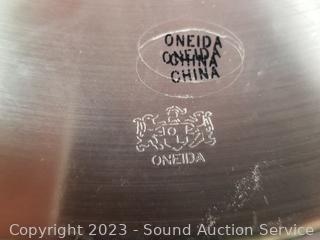 ONEIDA
ONEIDA
CHINA
CHINA
ONEIDA
Copyright © 2023 - Sound Auction Service